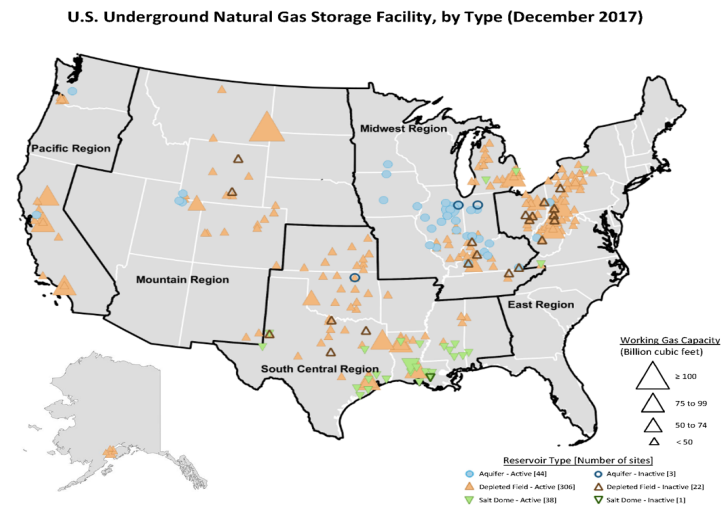 U.S. Underground Natural Gas Storage Facility, by Type (December 2017)
Midwest Region
Pacific Region
Mountain Region
East Region
South Central Region
Working Gas Capacity
(Billion cubic feet)
≥ 100
75 to 99
50 to 74
< 50
Reservoir Type [Number of sites]
Aquifer - Active [44]
Aquifer - Inactive [3]
Depleted Field - Active [306]
Depleted Field - Inactive [22]
Salt Dome - Active [38]
Salt Dome - Inactive [1]